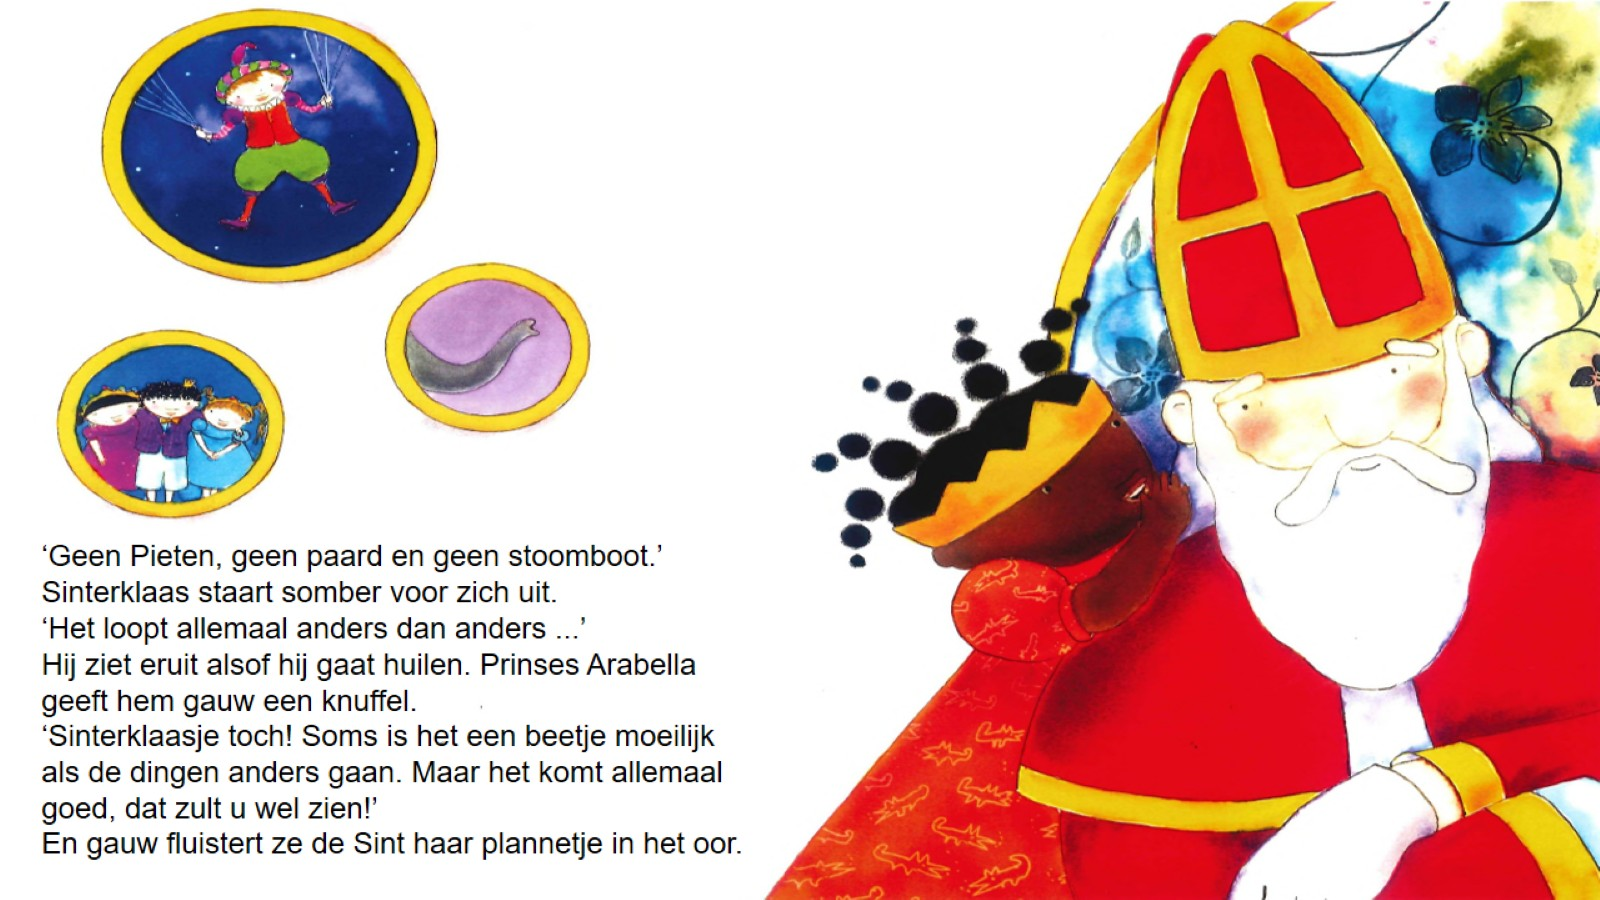 ‘Geen Pieten, geen paard en geen stoomboot.’
Sinterklaas staart somber voor zich uit.
‘Het loopt allemaal anders dan anders ...’
Hij ziet eruit alsof hij gaat huilen. Prinses Arabella
geeft hem gauw een knuffel.
‘Sinterklaasje toch! Soms is het een beetje moeilijk
als de dingen anders gaan. Maar het komt allemaal
goed, dat zult u wel zien!’
En gauw fluistert ze de Sint haar plannetje in het oor.